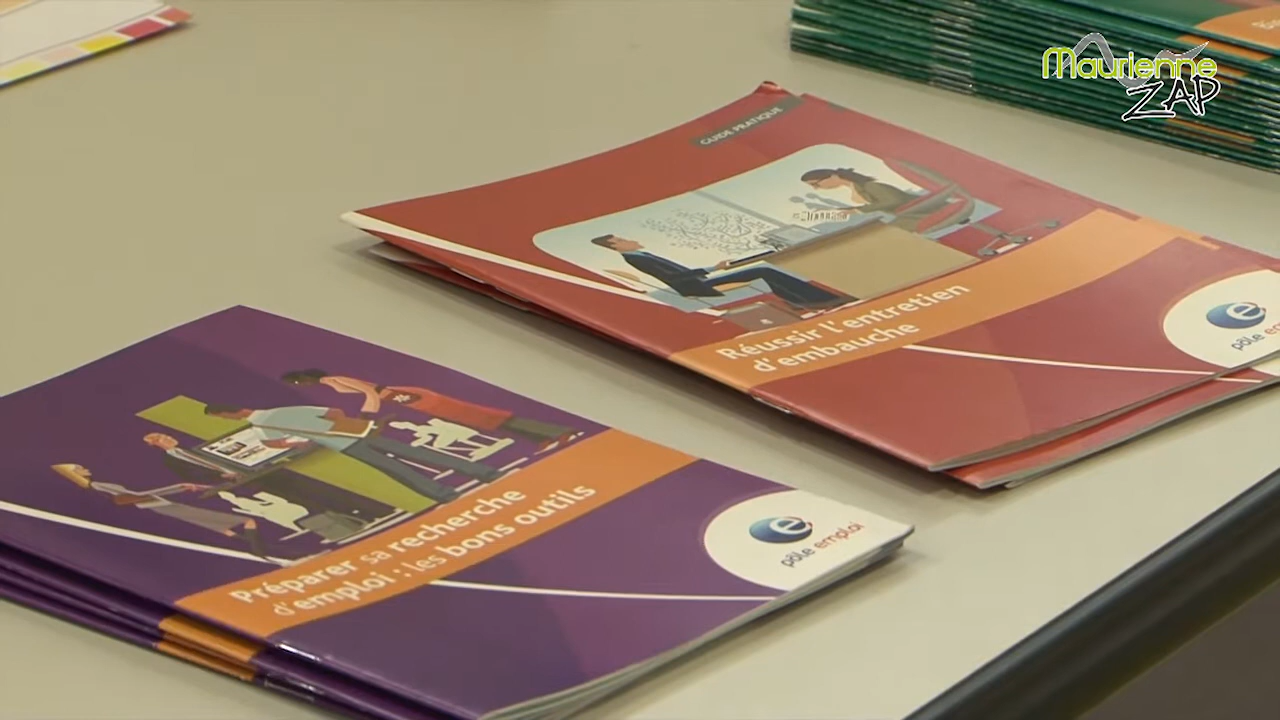 Maurienne
ZAP
GUIDE PRATIQUE
Réussir l'entretien
d'embauche
pôle emploi
Préparer sa recherche
d'emploi : les bons outils
pôle emploi